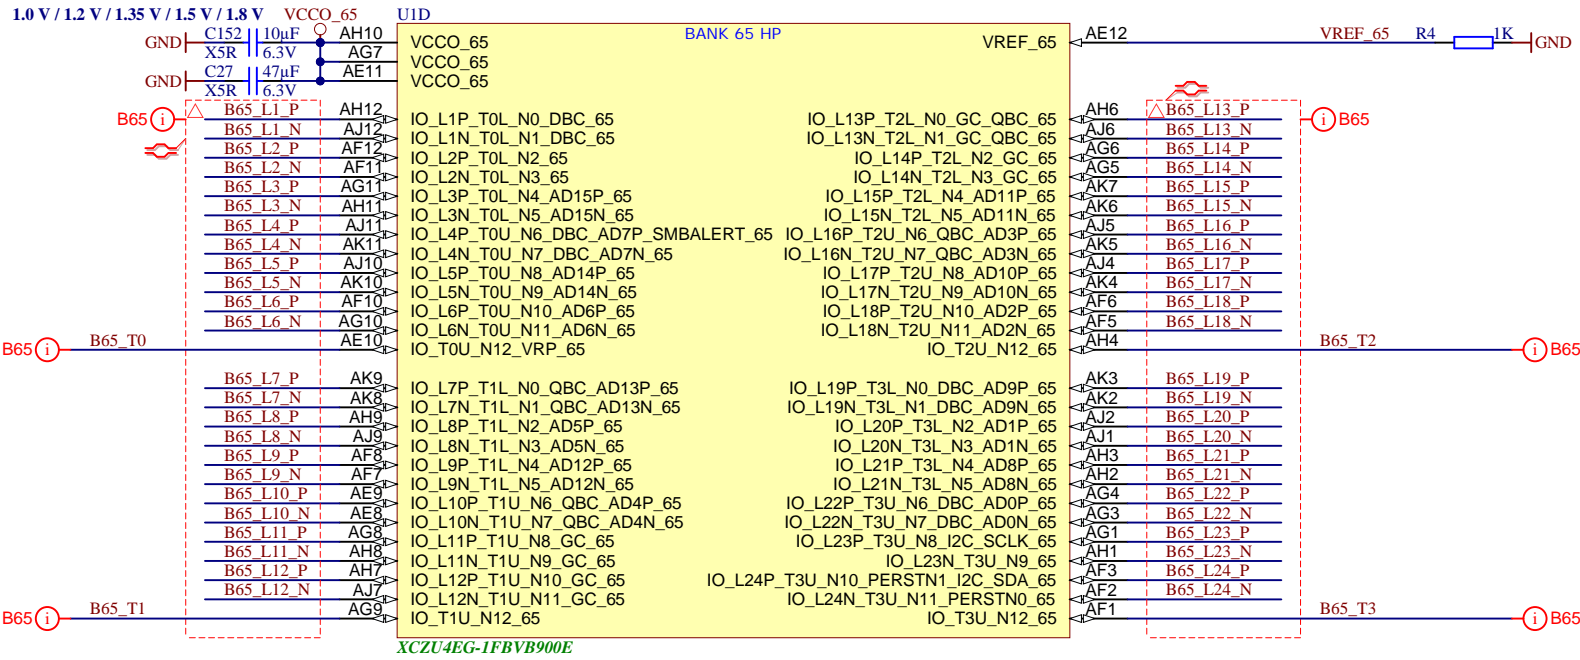 1.0 V / 1.2 V / 1.35 V / 1.5 V / 1.8 V VCCO_65 U1D
BANK 65 HP
GND C152 10µF AH10 VCCO_65 VREF_65 AE12 VREF_65 R4 1K GND
X5R 6.3V AG7 VCCO_65
GND C27 47µF AE11 VCCO_65
X5R 6.3V
B65 i B65_L1_P AH12 IO_L1P_T0L_N0_DBC_65 IO_L13P_T2L_N0_GC_QBC_65 AH6 B65_L13_P i B65
B65_L1_N AJ12 IO_L1N_T0L_N1_DBC_65 IO_L13N_T2L_N1_GC_QBC_65 AJ6 B65_L13_N
B65_L2_P AF12 IO_L2P_T0L_N2_65 IO_L14P_T2L_N2_GC_65 AG6 B65_L14_P
B65_L2_N AF11 IO_L2N_T0L_N3_65 IO_L14N_T2L_N3_GC_65 AG5 B65_L14_N
B65_L3_P AG11 IO_L3P_T0L_N4_AD15P_65 IO_L15P_T2L_N4_AD11P_65 AK7 B65_L15_P
B65_L3_N AH11 IO_L3N_T0L_N5_AD15N_65 IO_L15N_T2L_N5_AD11N_65 AK6 B65_L15_N
B65_L4_P AJ11 IO_L4P_T0U_N6_DBC_AD7P_SMBALERT_65 IO_L16P_T2U_N6_QBC_AD3P_65 AJ5 B65_L16_P
B65_L4_N AK11 IO_L4N_T0U_N7_DBC_AD7N_65 IO_L16N_T2U_N7_QBC_AD3N_65 AK5 B65_L16_N
B65_L5_P AJ10 IO_L5P_T0U_N8_AD14P_65 IO_L17P_T2U_N8_AD10P_65 AJ4 B65_L17_P
B65_L5_N AK10 IO_L5N_T0U_N9_AD14N_65 IO_L17N_T2U_N9_AD10N_65 AK4 B65_L17_N
B65_L6_P AF10 IO_L6P_T0U_N10_AD6P_65 IO_L18P_T2U_N10_AD2P_65 AF6 B65_L18_P
B65_L6_N AG10 IO_L6N_T0U_N11_AD6N_65 IO_L18N_T2U_N11_AD2N_65 AF5 B65_L18_N
B65 i B65_T0 AE10 IO_T0U_N12_VRP_65 IO_T2U_N12_65 AH4 B65_T2 i B65
B65_L7_P AK9 IO_L7P_T1L_N0_QBC_AD13P_65 IO_L19P_T3L_N0_DBC_AD9P_65 AK3 B65_L19_P
B65_L7_N AK8 IO_L7N_T1L_N1_QBC_AD13N_65 IO_L19N_T3L_N1_DBC_AD9N_65 AK2 B65_L19_N
B65_L8_P AH9 IO_L8P_T1L_N2_AD5P_65 IO_L20P_T3L_N2_AD1P_65 AJ2 B65_L20_P
B65_L8_N AJ9 IO_L8N_T1L_N3_AD5N_65 IO_L20N_T3L_N3_AD1N_65 AJ1 B65_L20_N
B65_L9_P AF8 IO_L9P_T1L_N4_AD12P_65 IO_L21P_T3L_N4_AD8P_65 AH3 B65_L21_P
B65_L9_N AF7 IO_L9N_T1L_N5_AD12N_65 IO_L21N_T3L_N5_AD8N_65 AH2 B65_L21_N
B65_L10_P AE9 IO_L10P_T1U_N6_QBC_AD4P_65 IO_L22P_T3U_N6_DBC_AD0P_65 AG4 B65_L22_P
B65_L10_N AE8 IO_L10N_T1U_N7_QBC_AD4N_65 IO_L22N_T3U_N7_DBC_AD0N_65 AG3 B65_L22_N
B65_L11_P AG8 IO_L11P_T1U_N8_GC_65 IO_L23P_T3U_N8_I2C_SCLK_65 AG1 B65_L23_P
B65_L11_N AH8 IO_L11N_T1U_N9_GC_65 IO_L23N_T3U_N9_65 AH1 B65_L23_N
B65_L12_P AH7 IO_L12P_T1U_N10_GC_65 IO_L24P_T3U_N10_PERSTN1_I2C_SDA_65 AF3 B65_L24_P
B65_L12_N AJ7 IO_L12N_T1U_N11_GC_65 IO_L24N_T3U_N11_PERSTN0_65 AF2 B65_L24_N
B65 i B65_T1 AG9 IO_T1U_N12_65 IO_T3U_N12_65 AF1 B65_T3 i B65
XCZU4EG-1FBVB900E